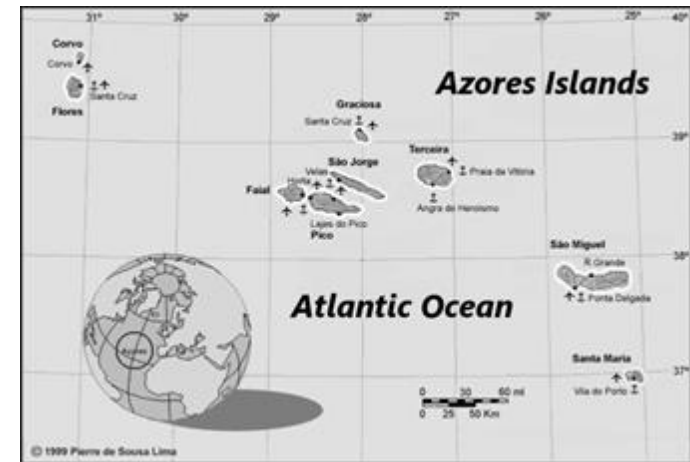 31° 30° 29° 28° 27° 26° 25° 40°
Corvo
Corvo
Santa Cruz
Flores
Azores Islands
Graciosa
Santa Cruz
39°
Terceira
Praia da Vitória
Angra do Heroísmo
São Jorge
Velas
Horta
Faial
Lajes do Pico
Pico
38°
São Miguel
R.Grande
Ponta Delgada
Atlantic Ocean
Azores
Santa Maria
37°
Vila do Porto
0 30 60 mi
0 25 50 Km
© 1999 Pierre de Sousa Lima